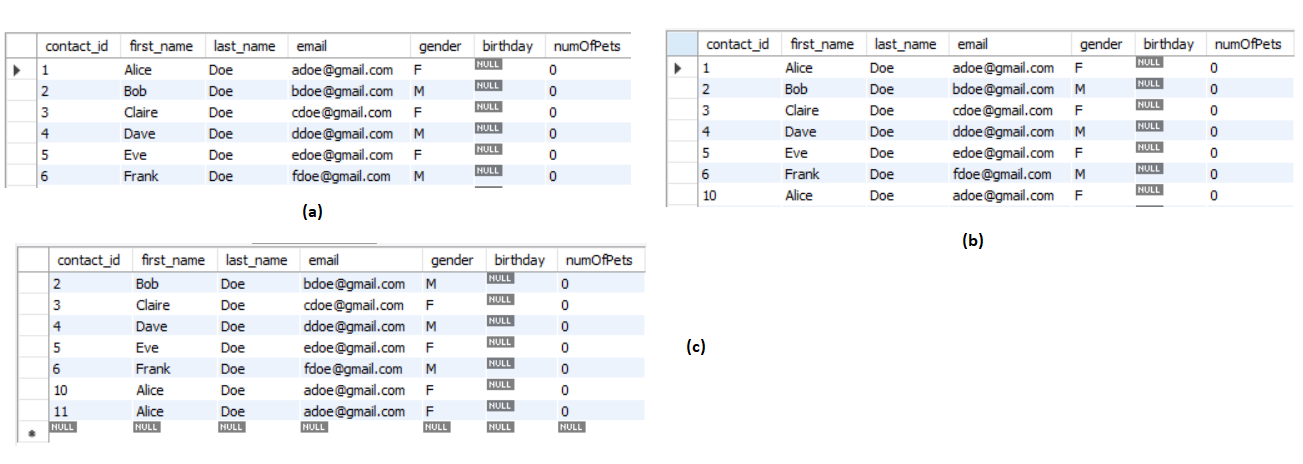 contact_id first_name last_name email gender birthday numOfPets
1 Alice Doe adoe@gmail.com F NULL 0
2 Bob Doe bdoe@gmail.com M NULL 0
3 Claire Doe cdoe@gmail.com F NULL 0
4 Dave Doe ddoe@gmail.com M NULL 0
5 Eve Doe edoe@gmail.com F NULL 0
6 Frank Doe fdoe@gmail.com M NULL 0
(a)
contact_id first_name last_name email gender birthday numOfPets
1 Alice Doe adoe@gmail.com F NULL 0
2 Bob Doe bdoe@gmail.com M NULL 0
3 Claire Doe cdoe@gmail.com F NULL 0
4 Dave Doe ddoe@gmail.com M NULL 0
5 Eve Doe edoe@gmail.com F NULL 0
6 Frank Doe fdoe@gmail.com M NULL 0
10 Alice Doe adoe@gmail.com F NULL 0
(b)
contact_id first_name last_name email gender birthday numOfPets
2 Bob Doe bdoe@gmail.com M NULL 0
3 Claire Doe cdoe@gmail.com F NULL 0
4 Dave Doe ddoe@gmail.com M NULL 0
5 Eve Doe edoe@gmail.com F NULL 0
6 Frank Doe fdoe@gmail.com M NULL 0
10 Alice Doe adoe@gmail.com F NULL 0
11 Alice Doe adoe@gmail.com F NULL 0
NULL NULL NULL NULL NULL NULL NULL
(c)